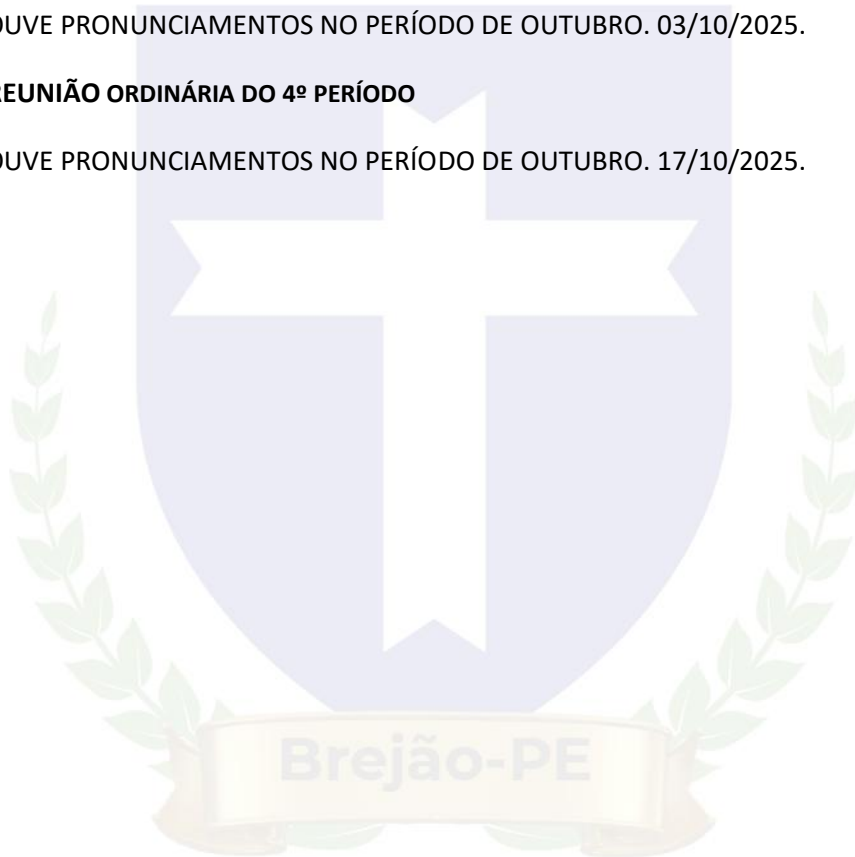 OUVE PRONUNCIAMENTOS NO PERÍODO DE OUTUBRO. 03/10/2025.
REUNIÃO ORDINÁRIA DO 4º PERÍODO
OUVE PRONUNCIAMENTOS NO PERÍODO DE OUTUBRO. 17/10/2025.
Brejão-PE